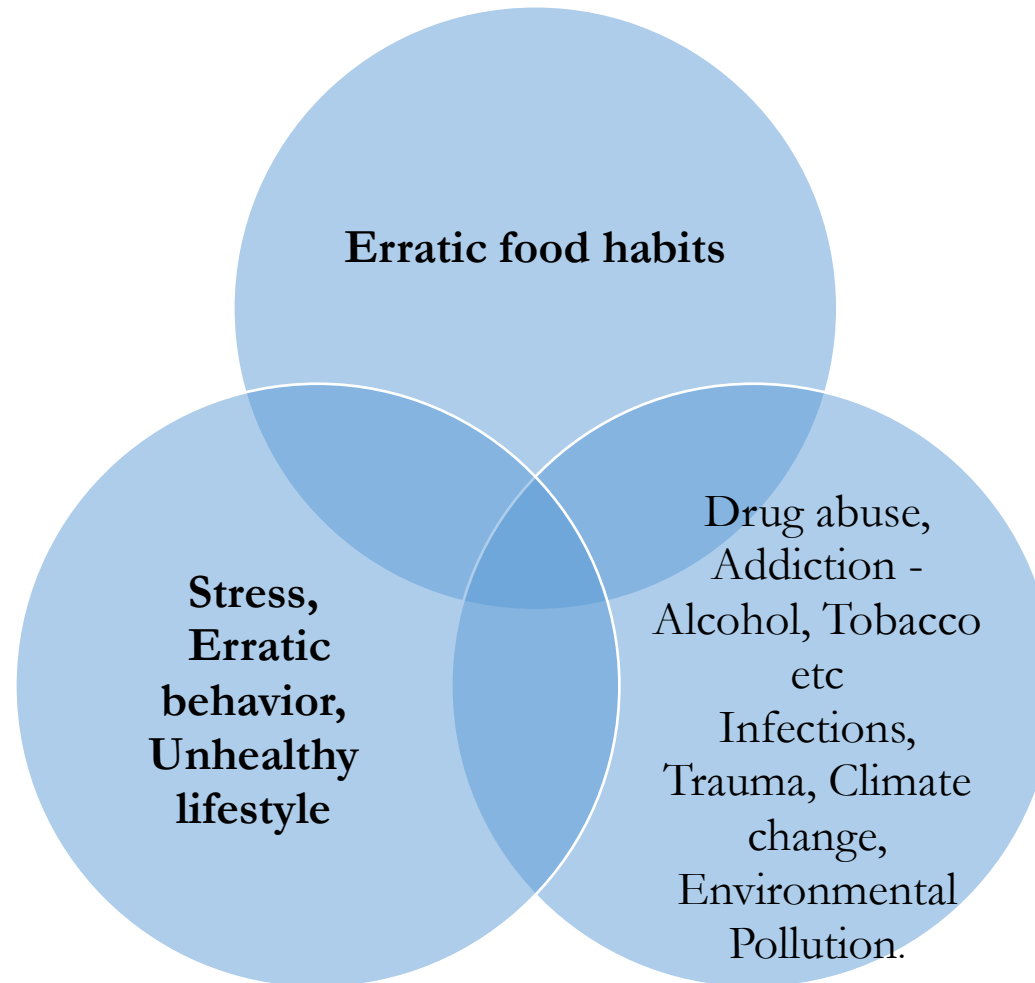 Erratic food habits
Stress,
Erratic
behavior,
Unhealthy
lifestyle
Drug abuse,
Addiction -
Alcohol, Tobacco
etc
Infections,
Trauma, Climate
change,
Environmental
Pollution.